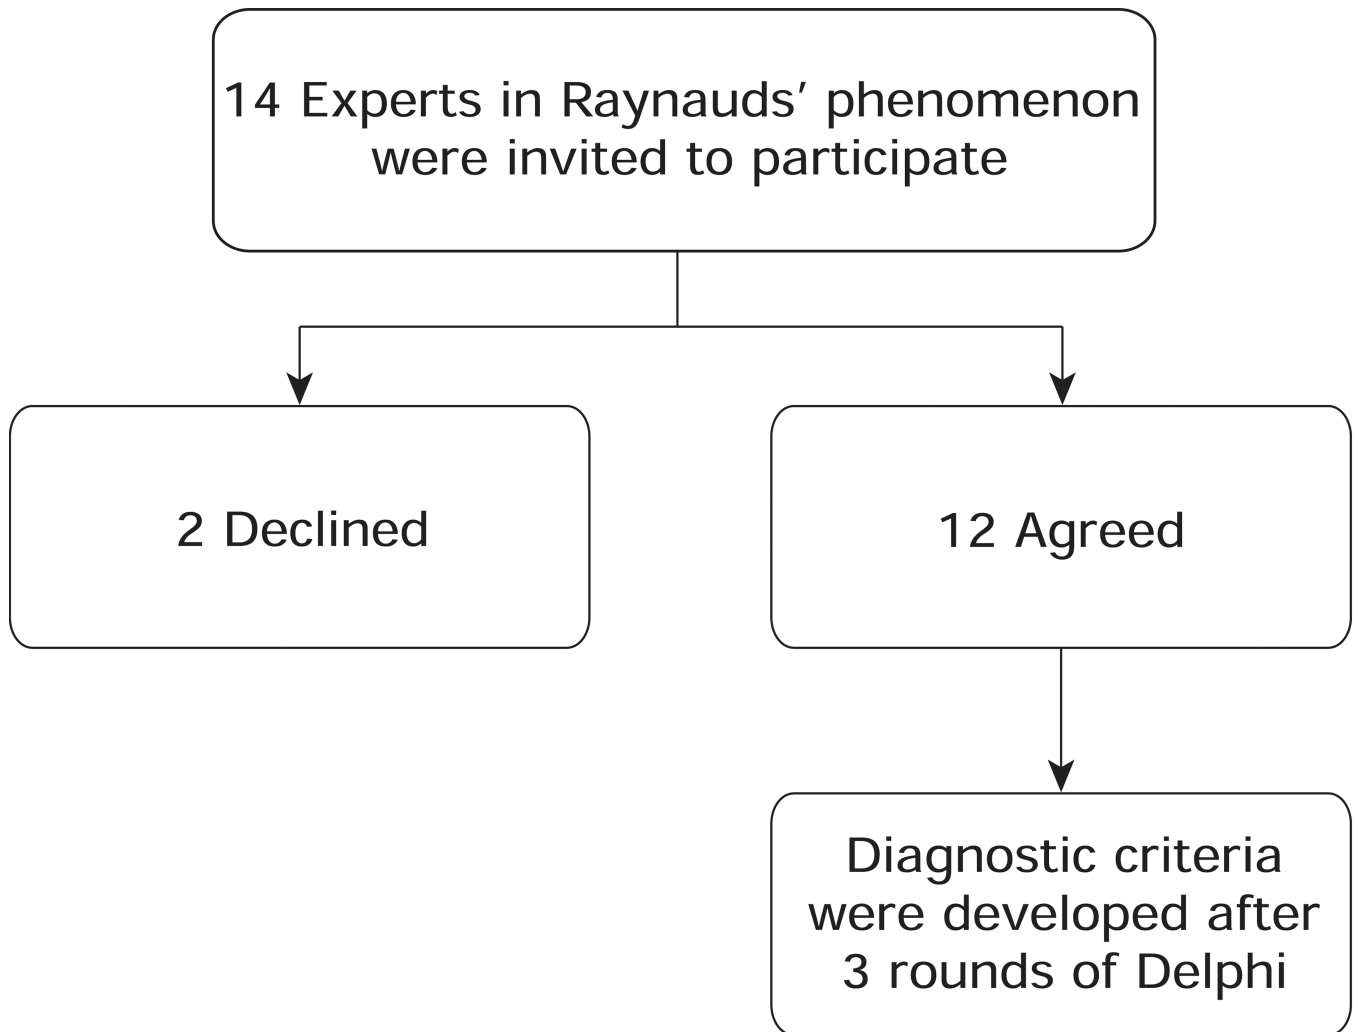 14 Experts in Raynauds’ phenomenon
were invited to participate
2 Declined
12 Agreed
Diagnostic criteria
were developed after
3 rounds of Delphi